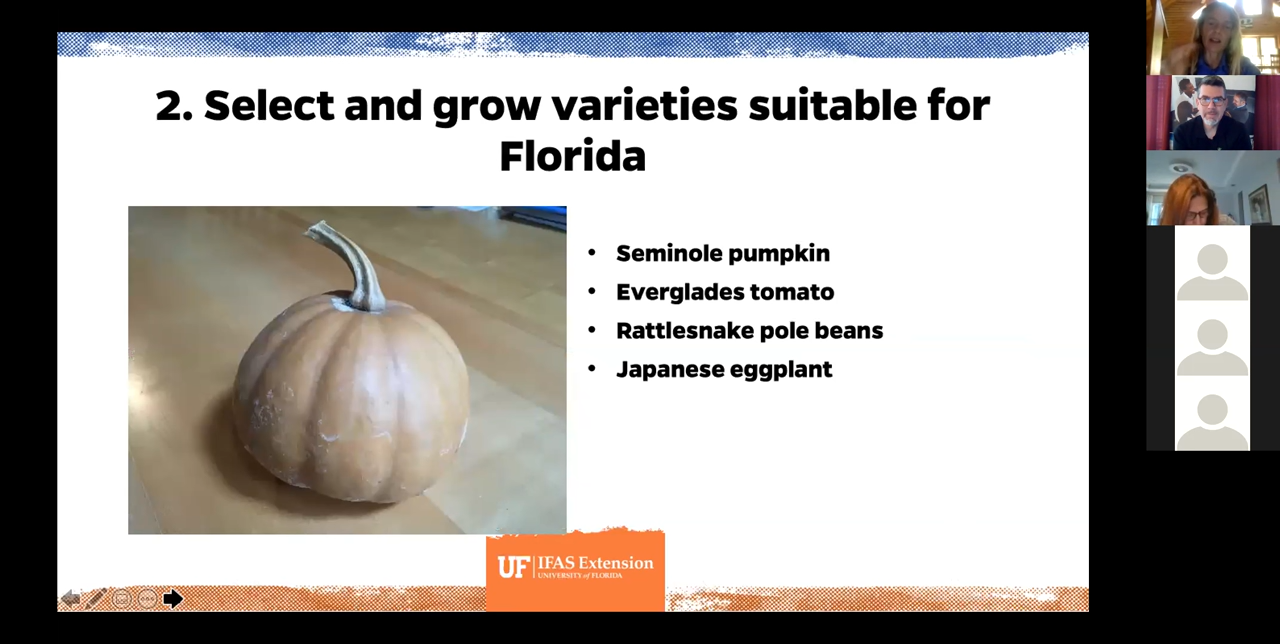 2. Select and grow varieties suitable for
Florida
• Seminole pumpkin
• Everglades tomato
• Rattlesnake pole beans
• Japanese eggplant
UF IFAS Extension
UNIVERSITY of FLORIDA